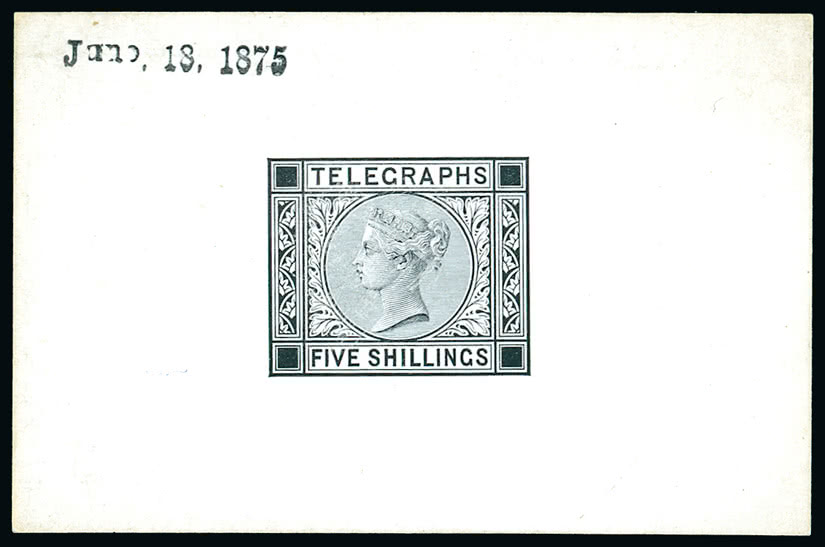 June, 18, 1875
TELEGRAPHS
FIVE SHILLINGS